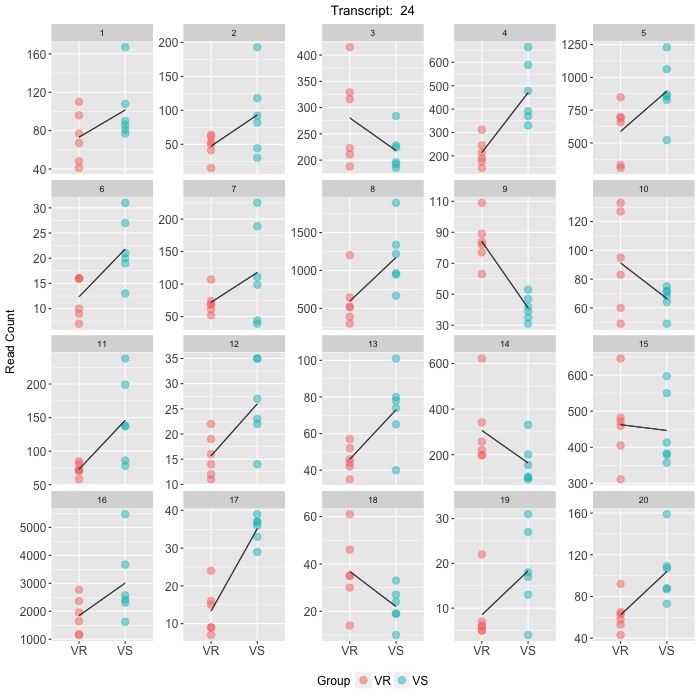 Transcript: 24
1 2 3 4 5
160 120 80 40
200 150 100 50 0
400 350 300 250 200
600 500 400 300 200
1250 1000 750 500
6 7 8 9 10
30 25 20 15 10
200 150 100 50
1500 1000 500
110 90 70 50 30
120 100 80 60
Read Count
11 12 13 14 15
200 150 100 50
35 30 25 20 15 10
100 80 60 40
600 400 200
600 500 400 300
16 17 18 19 20
5000 4000 3000 2000 1000
40 30 20 10
60 40 20
30 20 10
160 120 80 40
VR VS VR VS VR VS VR VS VR VS
Group VR VS